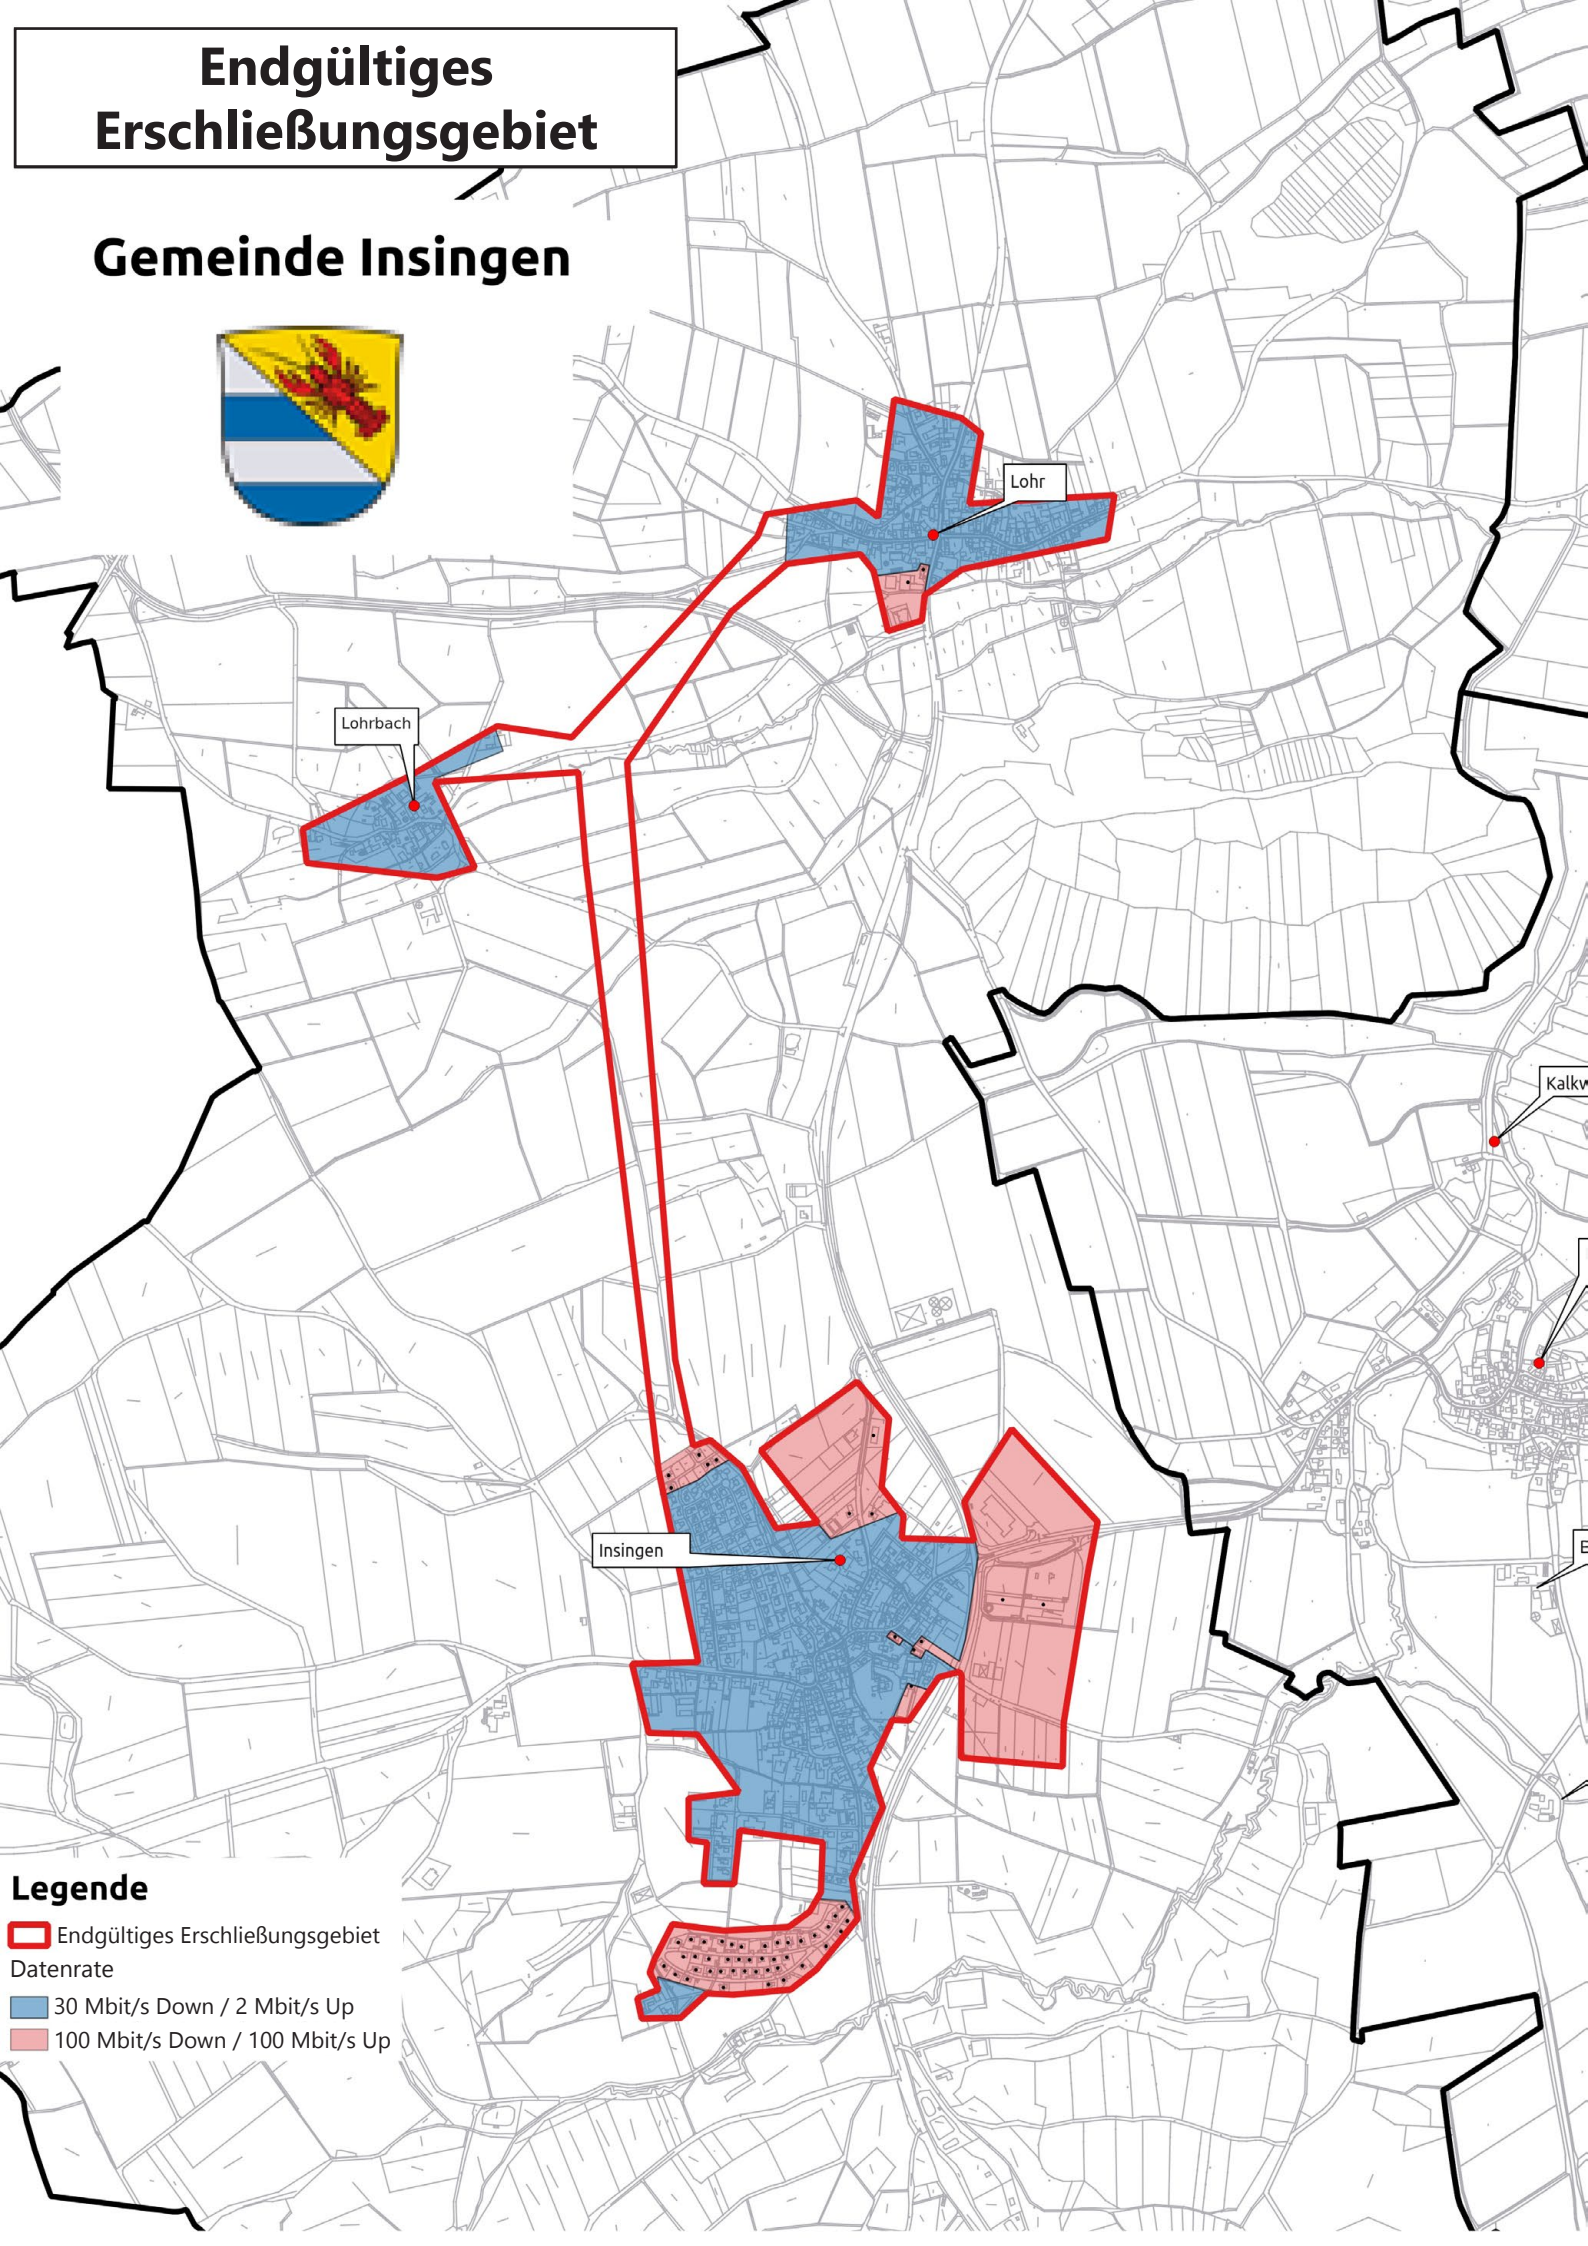 Endgültiges
Erschließungsgebiet
Gemeinde Insingen
Lohr
Lohrbach
Insingen
Legende
Endgültiges Erschließungsgebiet
Datenrate
30 Mbit/s Down / 2 Mbit/s Up
100 Mbit/s Down / 100 Mbit/s Up